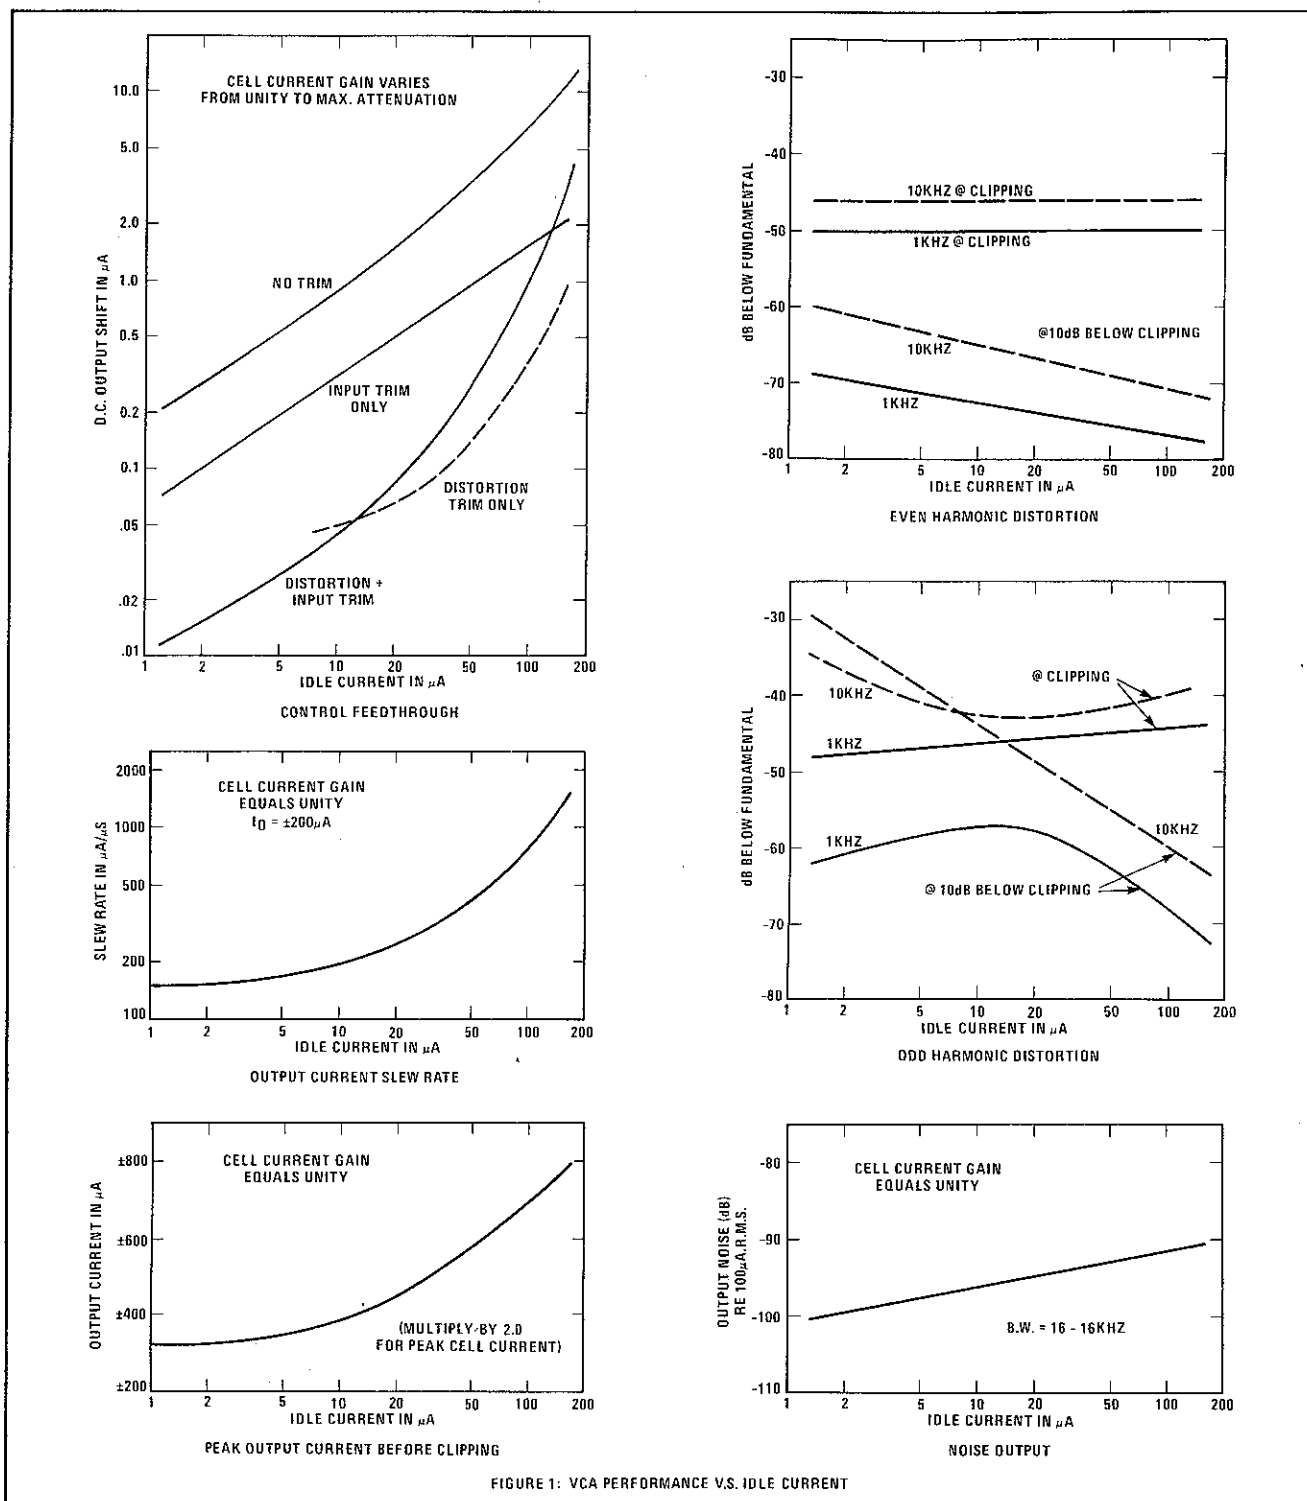 CELL CURRENT GAIN VARIES
FROM UNITY TO MAX. ATTENUATION
D.C. OUTPUT SHIFT IN µA
10.0
5.0
2.0
1.0
0.5
0.2
0.1
.05
.02
.01
NO TRIM
INPUT TRIM
ONLY
DISTORTION
TRIM ONLY
DISTORTION +
INPUT TRIM
1 2 5 10 20 50 100 200
IDLE CURRENT IN µA
CONTROL FEEDTHROUGH
dB BELOW FUNDAMENTAL
-30
-40
-50
-60
-70
-80
10KHZ @ CLIPPING
1KHZ @ CLIPPING
@10dB BELOW CLIPPING
10KHZ
1KHZ
1 2 5 10 20 50 100 200
IDLE CURRENT IN µA
EVEN HARMONIC DISTORTION
dB BELOW FUNDAMENTAL
-30
-40
-50
-60
-70
-80
10KHZ
@ CLIPPING
1KHZ
1KHZ
10KHZ
@ 10dB BELOW CLIPPING
1 2 5 10 20 50 100 200
IDLE CURRENT IN µA
ODD HARMONIC DISTORTION
SLEW RATE IN µA/µS
2000
1000
500
200
100
CELL CURRENT GAIN
EQUALS UNITY
IO = ±200µA
1 2 5 10 20 50 100 200
IDLE CURRENT IN µA
OUTPUT CURRENT SLEW RATE
OUTPUT CURRENT IN µA
±800
±600
±400
±200
CELL CURRENT GAIN
EQUALS UNITY
(MULTIPLY-BY 2.0
FOR PEAK CELL CURRENT)
1 2 5 10 20 50 100 200
IDLE CURRENT IN µA
PEAK OUTPUT CURRENT BEFORE CLIPPING
OUTPUT NOISE (dB)
RE 100µA.R.M.S.
-80
-90
-100
-110
CELL CURRENT GAIN
EQUALS UNITY
B.W. = 16 - 16KHZ
1 2 5 10 20 50 100 200
IDLE CURRENT IN µA
NOISE OUTPUT
FIGURE 1: VCA PERFORMANCE V.S. IDLE CURRENT